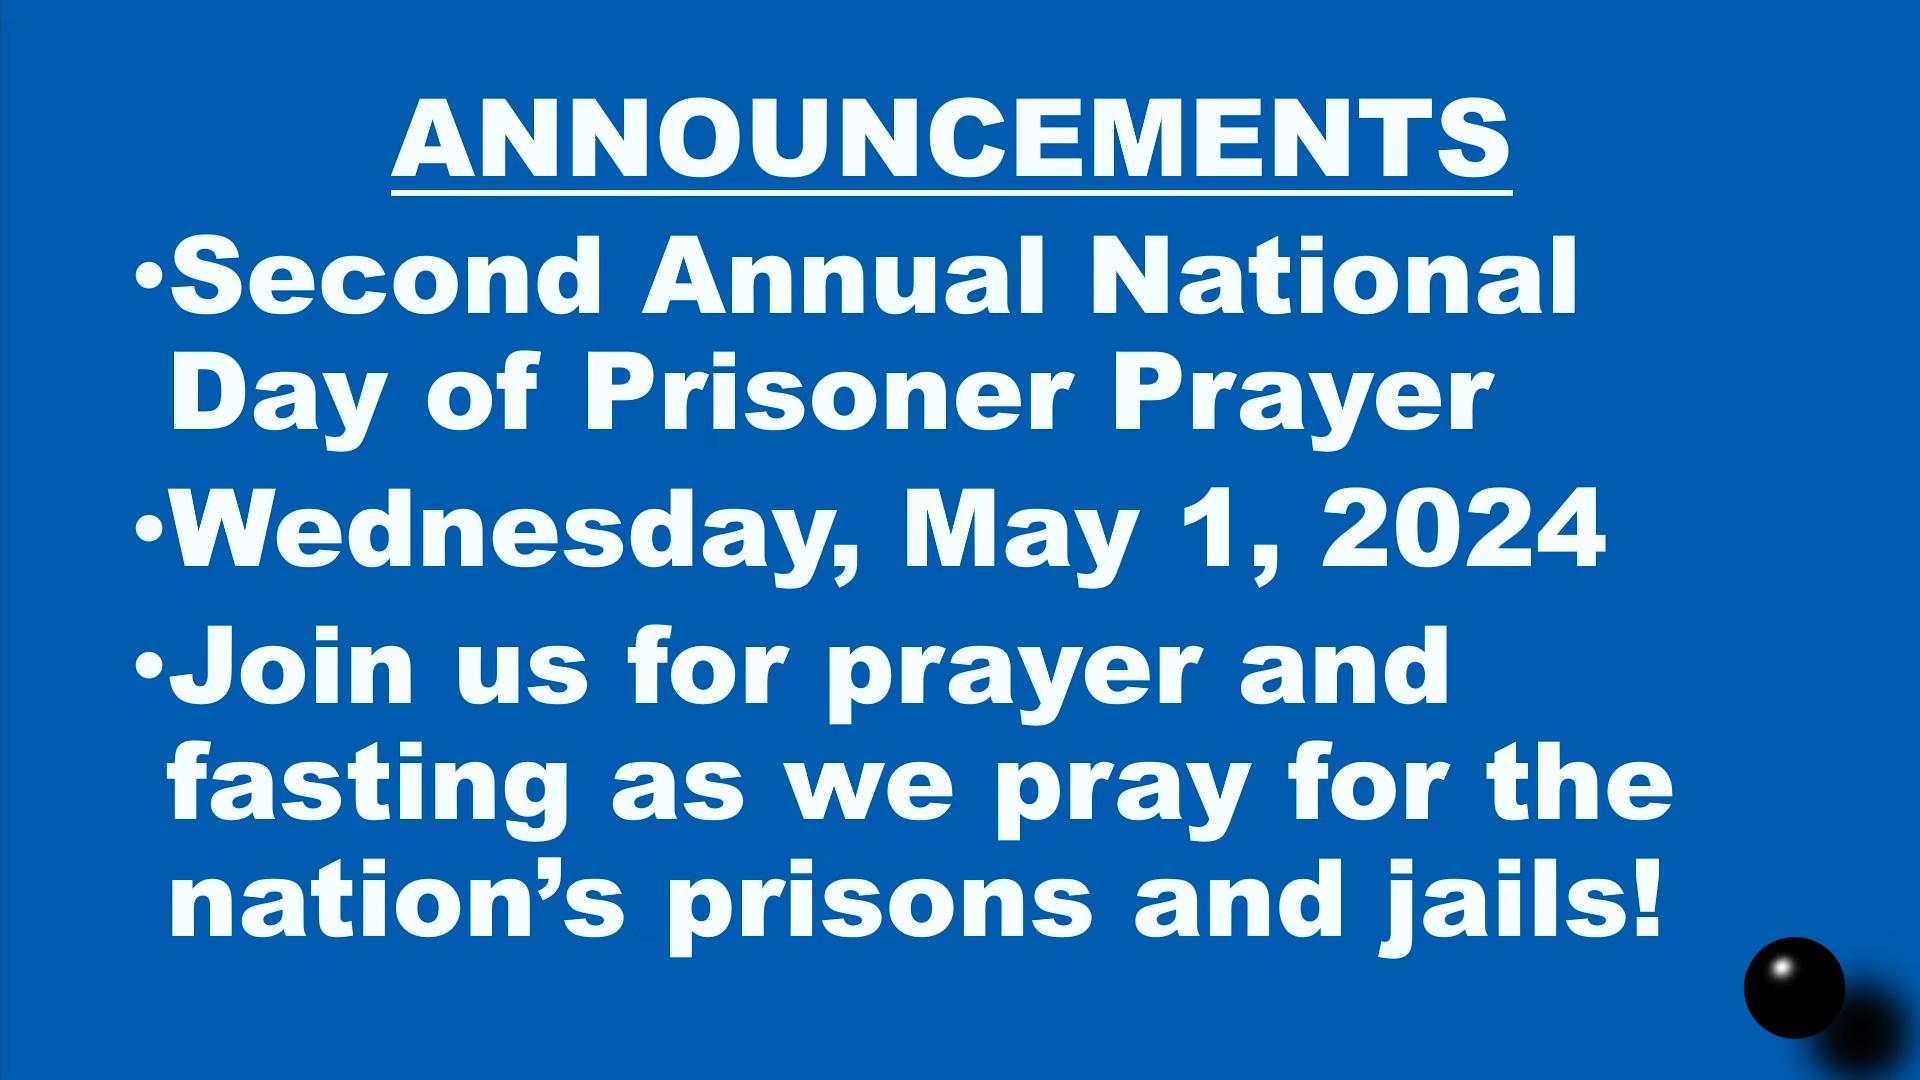 ANNOUNCEMENTS
•Second Annual National
Day of Prisoner Prayer
•Wednesday, May 1, 2024
•Join us for prayer and
fasting as we pray for the
nation’s prisons and jails!